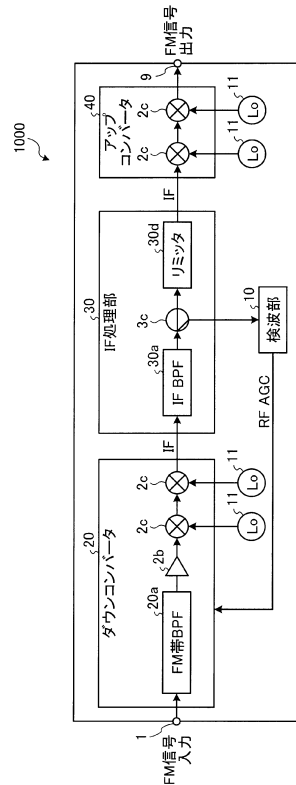 1000
FM信号
入力
1
20
ダウンコンバータ
20a
FM帯BPF
2b
2c
2c
11
Lo
11
Lo
IF
30
IF処理部
30a
IF BPF
3c
30d
リミッタ
10
検波部
RF AGC
IF
40
アップ
コンバータ
2c
2c
11
Lo
11
Lo
9
FM信号
出力